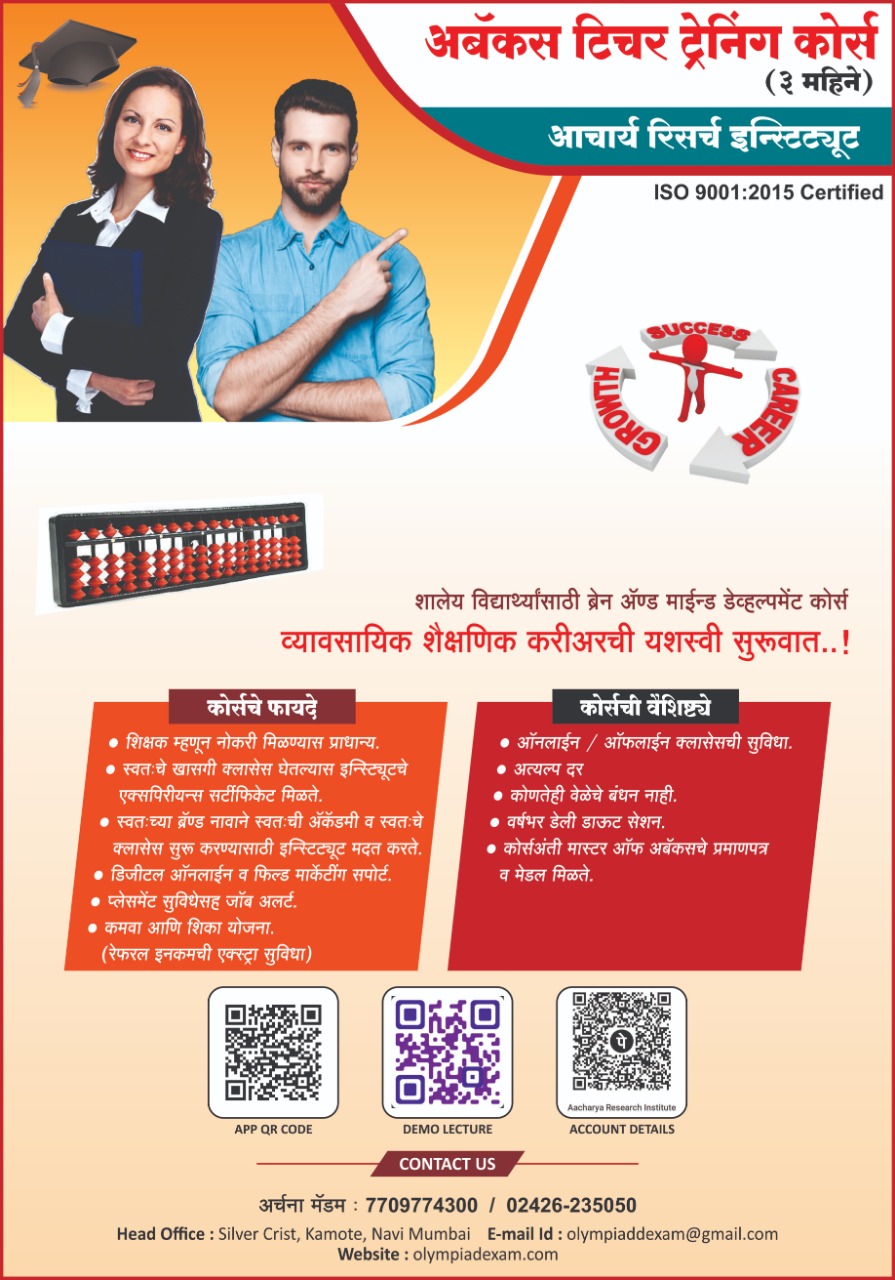 अबॅकस टिचर ट्रेनिंग कोर्स
(३ महिने)
आचार्य रिसर्च इन्स्टिट्यूट
ISO 9001:2015 Certified
SUCCESS
GROWTH
CAREER
शालेय विद्यार्थ्यांसाठी ब्रेन ॲण्ड माईन्ड डेव्हल्पमेंट कोर्स
व्यावसायिक शैक्षणिक करीअरची यशस्वी सुरूवात..!
कोर्सचे फायदे
• शिक्षक म्हणून नोकरी मिळण्यास प्राधान्य.
• स्वतःचे खासगी क्लासेस घेतल्यास इन्स्टिट्यूटचे
एक्सपिरीयन्स सर्टीफिकेट मिळते.
• स्वतःच्या ब्रॅण्ड नावाने स्वतःची ॲकॅडमी व स्वतःचे
क्लासेस सुरू करण्यासाठी इन्स्टिट्यूट मदत करते.
• डिजीटल ऑनलाईन व फिल्ड मार्केटींग सपोर्ट.
• प्लेसमेंट सुविधेसह जॉब अलर्ट.
• कमवा आणि शिका योजना.
(रेफरल इनकमची एक्स्ट्रा सुविधा)
कोर्सची वैशिष्ट्ये
• ऑनलाईन / ऑफलाईन क्लासेसची सुविधा.
• अत्यल्प दर
• कोणतेही वेळेचे बंधन नाही.
• वर्षभर डेली डाऊट सेशन.
• कोर्सअंती मास्टर ऑफ अबॅकसचे प्रमाणपत्र
व मेडल मिळते.
पे
Aacharya Research Institute
APP QR CODE
DEMO LECTURE
ACCOUNT DETAILS
CONTACT US
अर्चना मॅडम : 7709774300 / 02426-235050
Head Office : Silver Crist, Kamote, Navi Mumbai E-mail Id : olympiaddexam@gmail.com
Website : olympiadexam.com